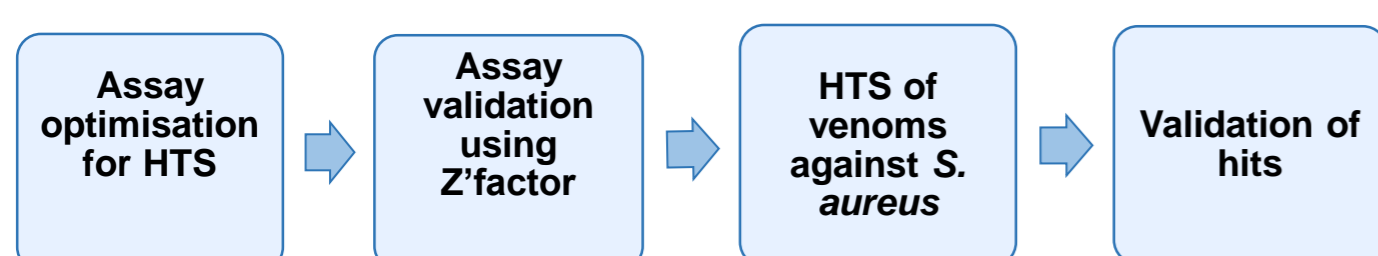 Assay
optimisation
for HTS
Assay
validation
using
Z’factor
HTS of
venoms
against S.
aureus
Validation of
hits